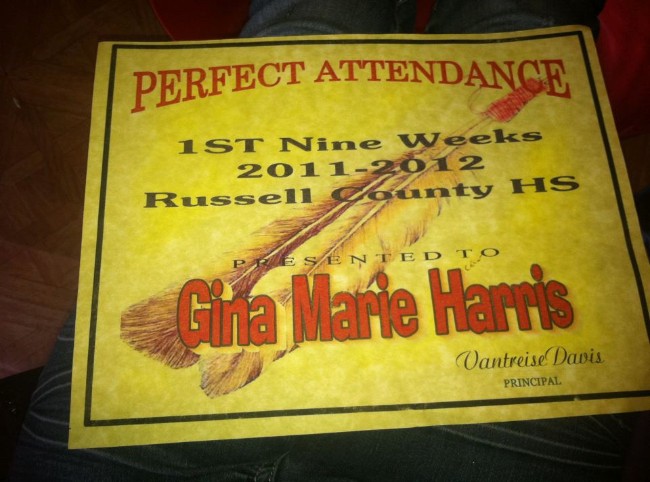 PERFECT ATTENDANCE
1ST Nine Weeks
2011-2012
Russell County HS
PRESENTED TO
Gina Marie Harris
Vantreise Davis
PRINCIPAL